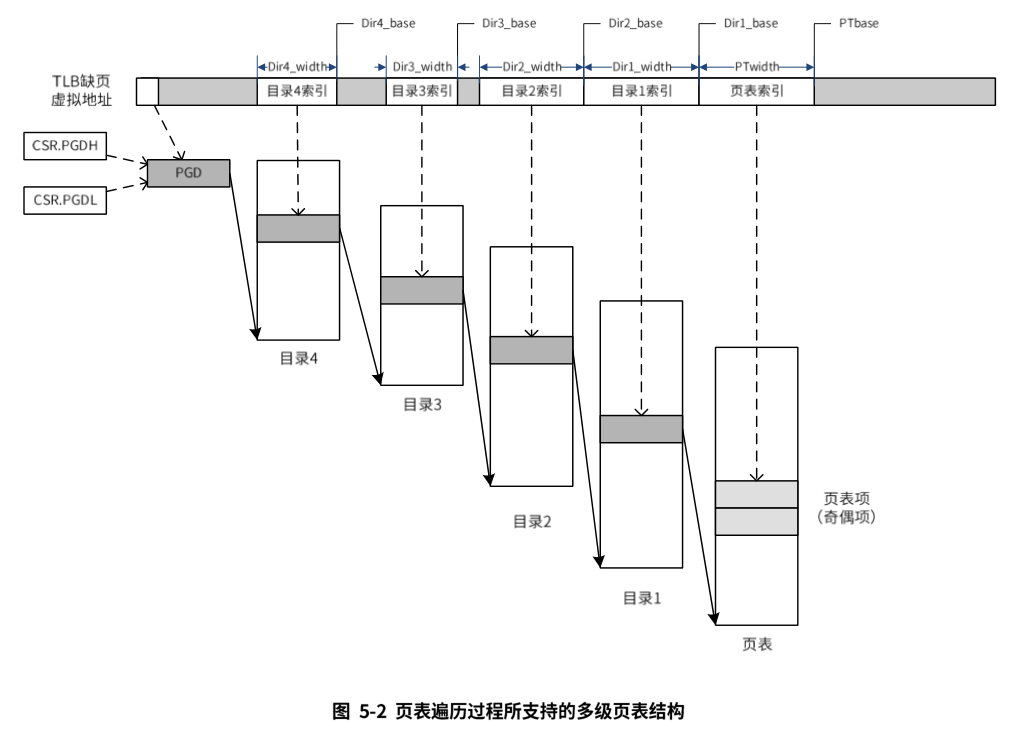 Dir4_base
Dir3_base
Dir2_base
Dir1_base
PTbase
Dir4_width
Dir3_width
Dir2_width
Dir1_width
PTwidth
TLB缺页
虚拟地址
目录4索引
目录3索引
目录2索引
目录1索引
页表索引
CSR.PGDH
PGD
CSR.PGDL
目录4
目录3
目录2
目录1
页表项
（奇偶项）
页表
图 5-2 页表遍历过程所支持的多级页表结构